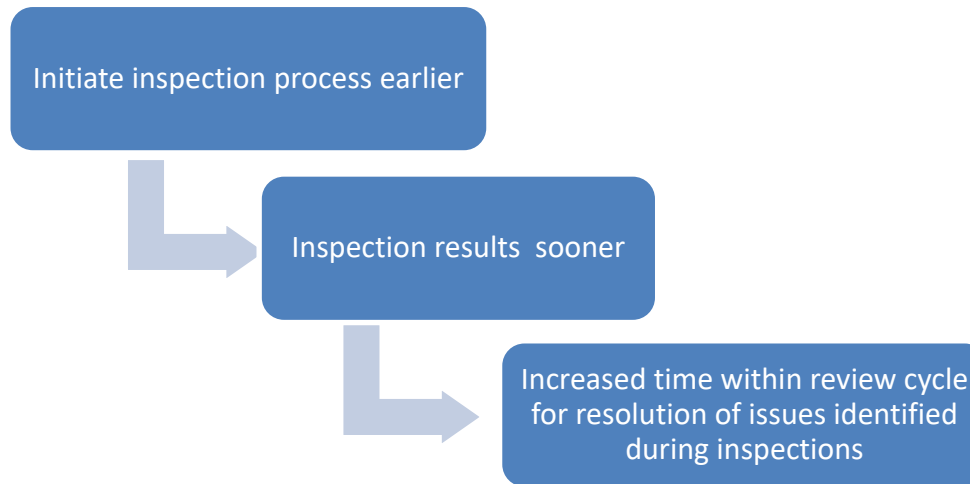 Initiate inspection process earlier
Inspection results  sooner
Increased time within review cycle
for resolution of issues identified
during inspections